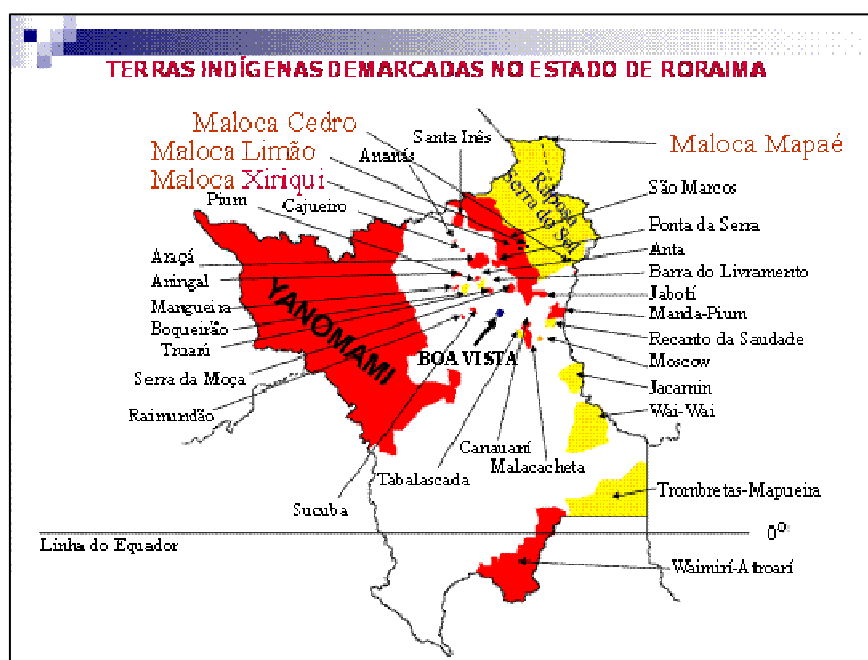 TERRAS INDÍGENAS DEMARCADAS NO ESTADO DE RORAIMA
Maloca Cedro
Santa Inês
Maloca Mapaé
Maloca Limão
Ananás
Maloca Xiriqui
Raposa
Serra do Sol
São Marcos
Pium
Cajueiro
Ponta da Serra
Araçá
Anta
Aningal
Barra do Livramento
YANOMAMI
Mangueira
Jabotí
Boqueirão
Manda-Pium
Truarú
Recanto da Saudade
BOA VISTA
Moscow
Serra da Moça
Jacamin
Raimundão
Wai-Wai
Canauaní
Malacacheta
Tabalascada
Trombretas-Mapueira
Sucuba
0º
Linha do Equador
Waimirí-Atroarí